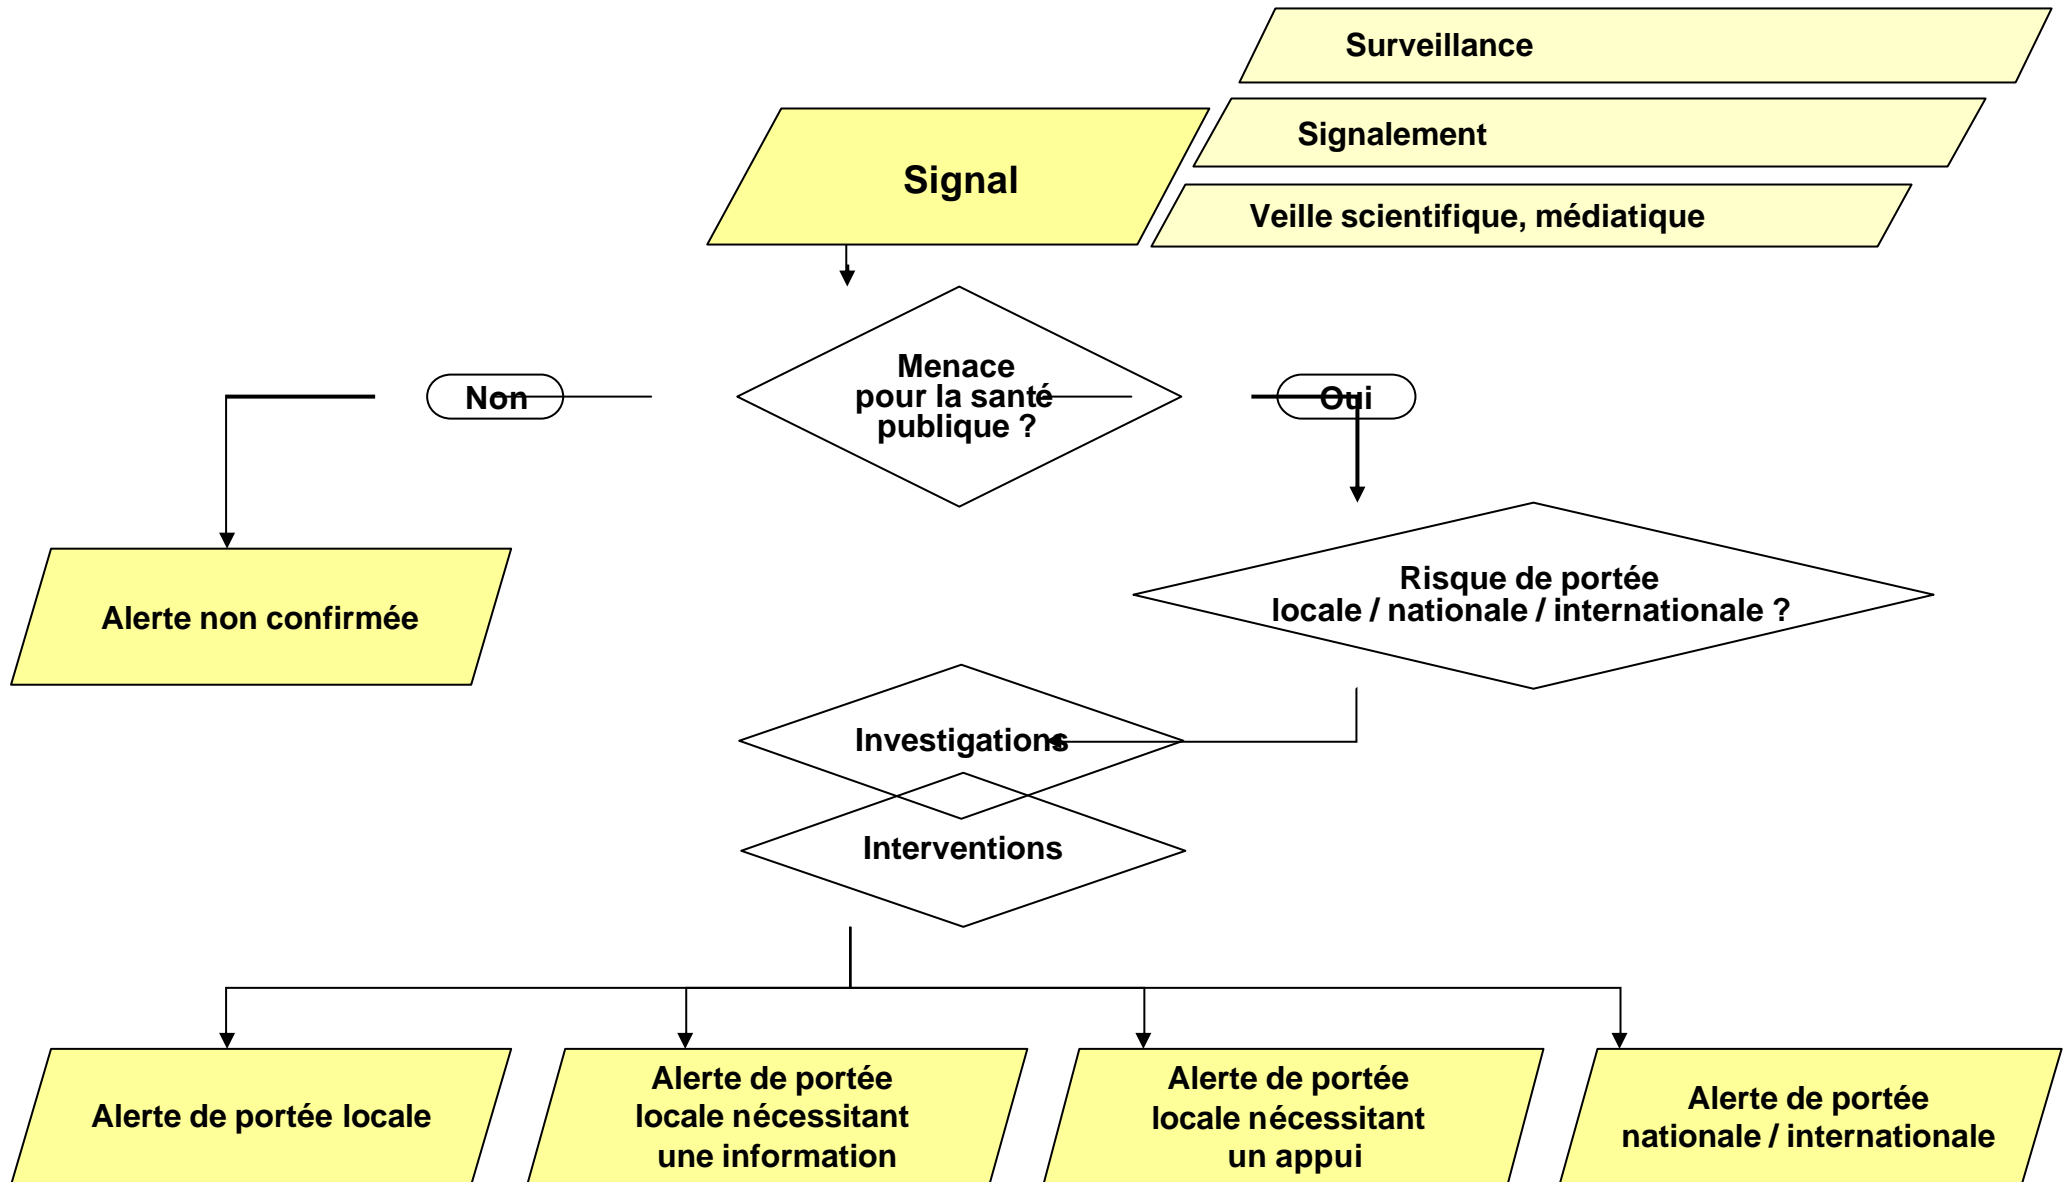 Surveillance
Signalement
Signal
Veille scientifique, médiatique
Menace
pour la santé
publique ?
Non
Oui
Risque de portée
locale / nationale / internationale ?
Alerte non confirmée
Investigations
Interventions
Alerte de portée locale
Alerte de portée
locale nécessitant
une information
Alerte de portée
locale nécessitant
un appui
Alerte de portée
nationale / internationale